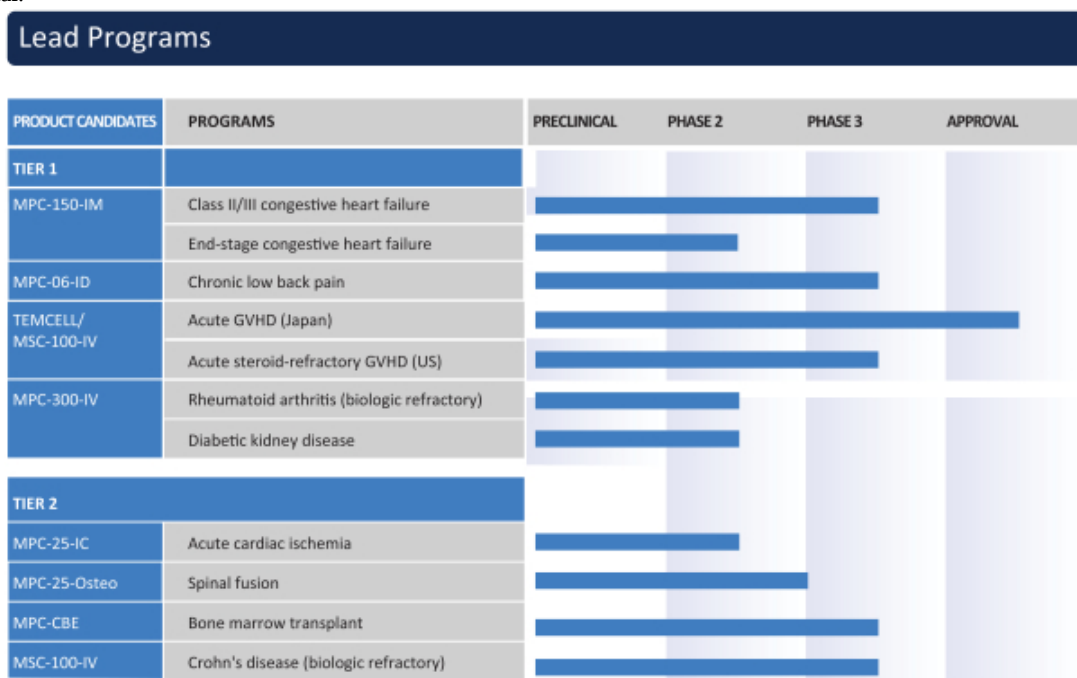 Lead Programs
PRODUCT CANDIDATES PROGRAMS PRECLINICAL PHASE 2 PHASE 3 APPROVAL
TIER 1
MPC-150-IM Class II/III congestive heart failure
End-stage congestive heart failure
MPC-06-ID Chronic low back pain
TEMCELL/ Acute GVHD (Japan)
MSC-100-IV
Acute steroid-refractory GVHD (US)
MPC-300-IV Rheumatoid arthritis (biologic refractory)
Diabetic kidney disease
TIER 2
MPC-25-IC Acute cardiac ischemia
MPC-25-Osteo Spinal fusion
MPC-CBE Bone marrow transplant
MSC-100-IV Crohn's disease (biologic refractory)